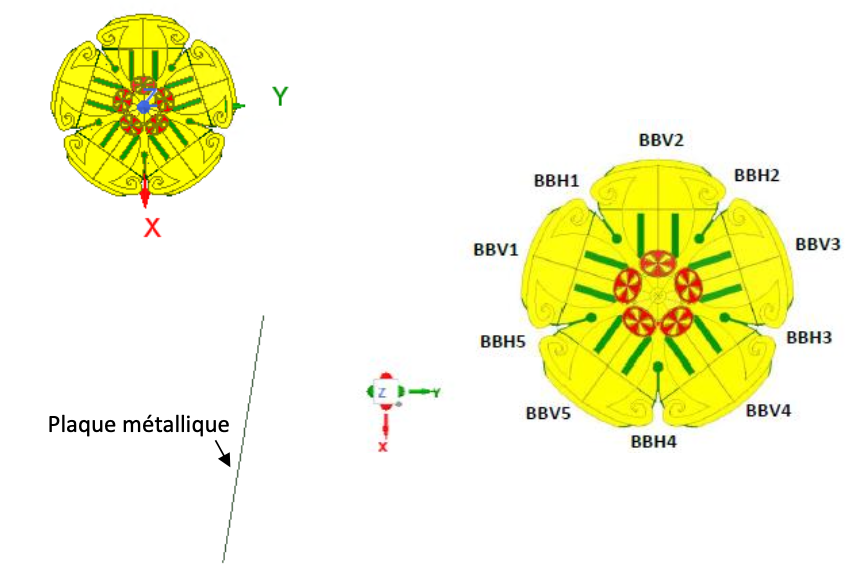 Z
Y
X
BBV2
BBH1
BBH2
BBV1
BBV3
BBH5
BBH3
BBV5
BBV4
BBH4
Plaque métallique
Z
Y
X